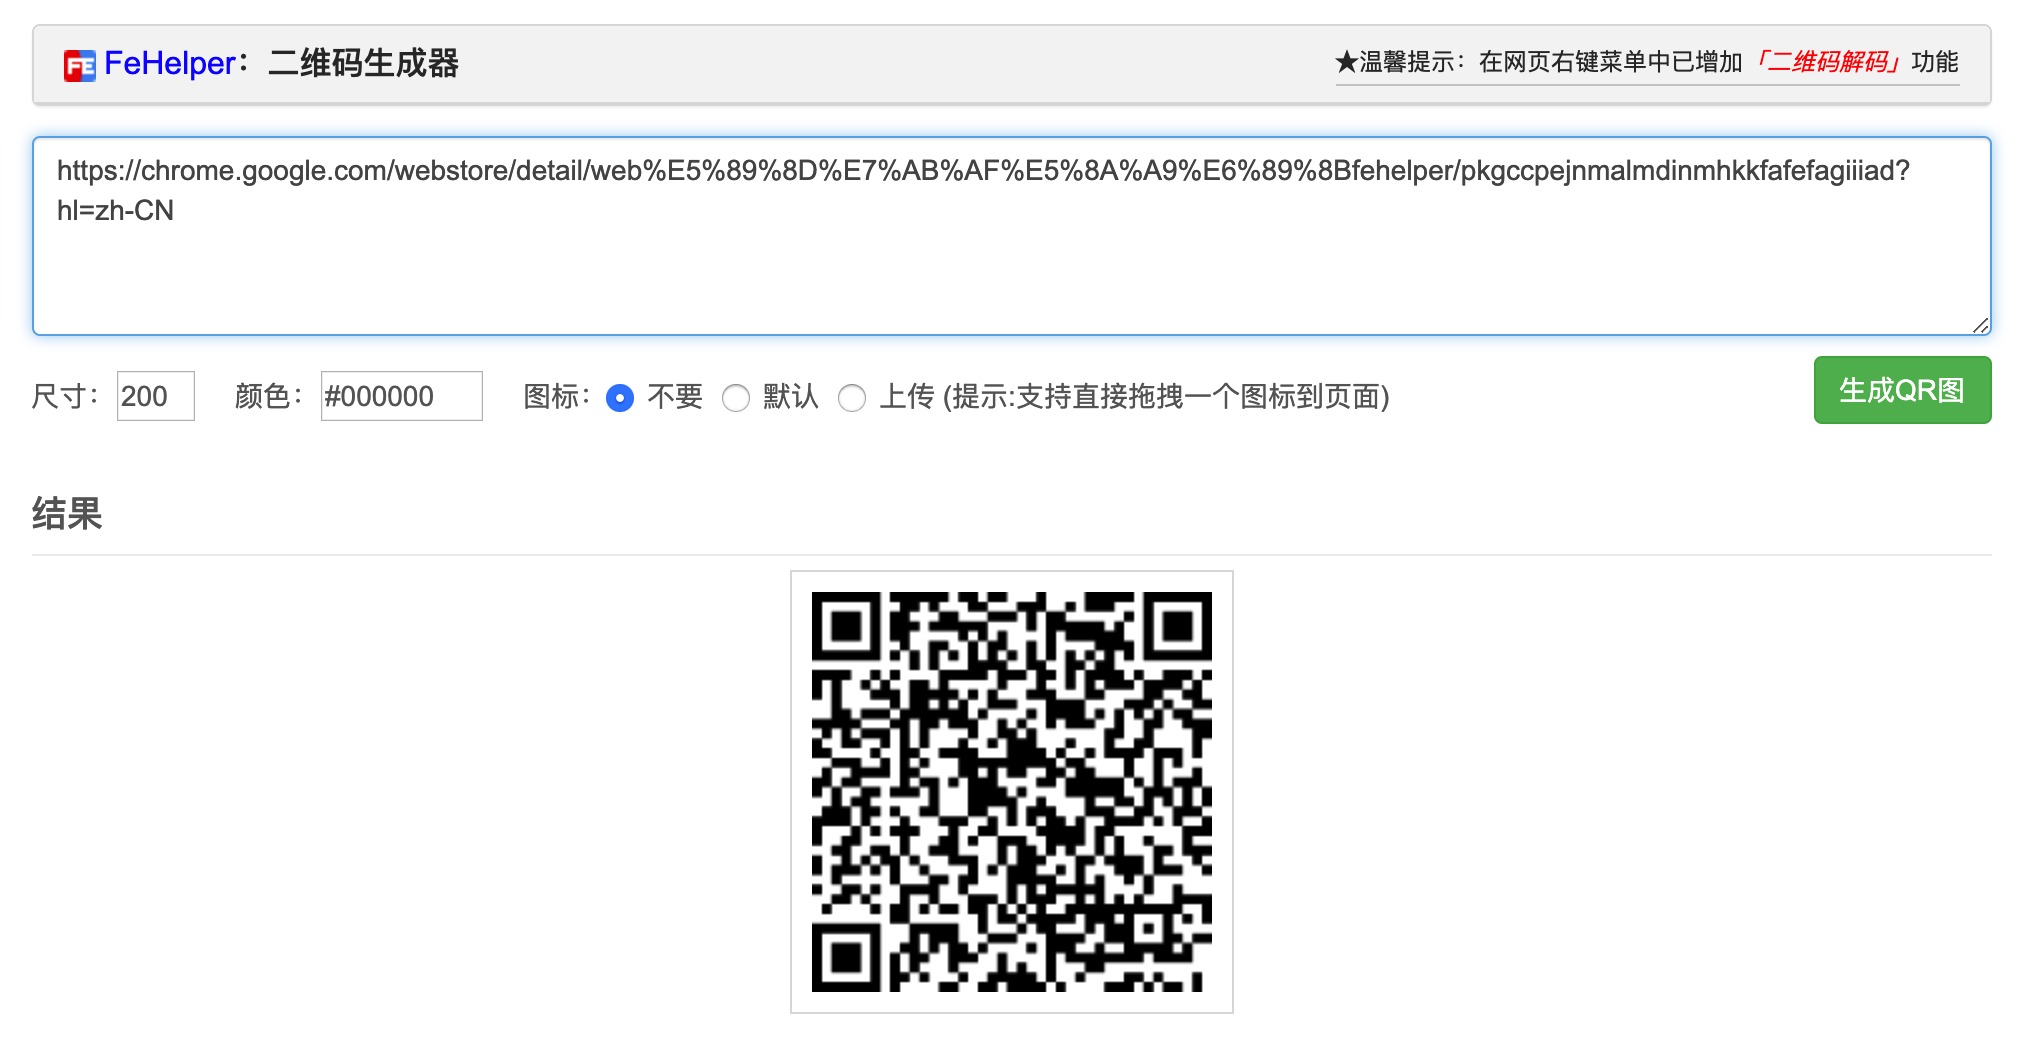 FE FeHelper：二维码生成器
★温馨提示：在网页右键菜单中已增加「二维码解码」功能
https://chrome.google.com/webstore/detail/web%E5%89%8D%E7%AB%AF%E5%8A%A9%E6%89%8Bfehelper/pkgccpejnmalmdinmhkkfafefagiiiad?
hl=zh-CN
尺寸：200 颜色：#000000 图标：不要 默认 上传 (提示:支持直接拖拽一个图标到页面)
生成QR图
结果